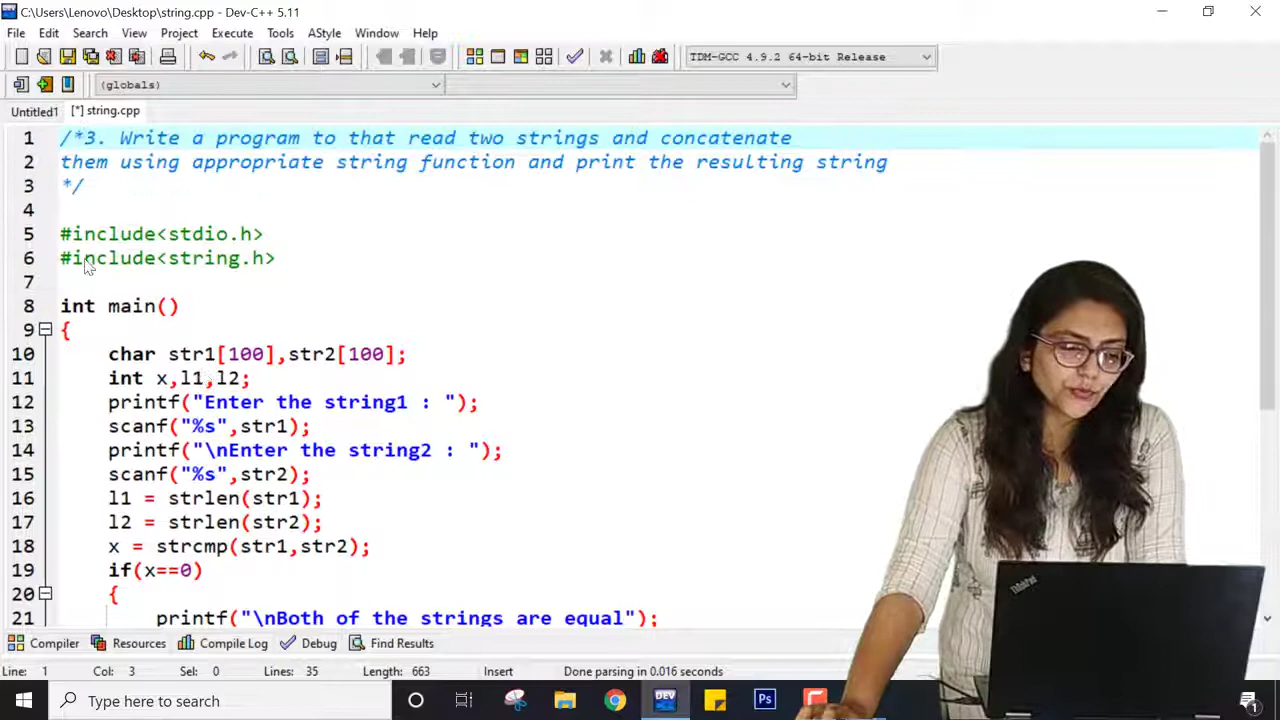 C:\Users\Lenovo\Desktop\string.cpp - Dev-C++ 5.11
File Edit Search View Project Execute Tools AStyle Window Help
TDM-GCC 4.9.2 64-bit Release
(globals)
Untitled1 [*] string.cpp
1 /*3. Write a program to that read two strings and concatenate
2 them using appropriate string function and print the resulting string
3 */
4
5 #include<stdio.h>
6 #include<string.h>
7
8 int main()
9 {
10 char str1[100],str2[100];
11 int x,l1,l2;
12 printf("Enter the string1 : ");
13 scanf("%s",str1);
14 printf("\nEnter the string2 : ");
15 scanf("%s",str2);
16 l1 = strlen(str1);
17 l2 = strlen(str2);
18 x = strcmp(str1,str2);
19 if(x==0)
20 {
21 printf("\nBoth of the strings are equal");
Compiler Resources Compile Log Debug Find Results
Line: 1 Col: 3 Sel: 0 Lines: 35 Length: 663 Insert Done parsing in 0.016 seconds
Type here to search
DEV
Ps
ThinkPad
1